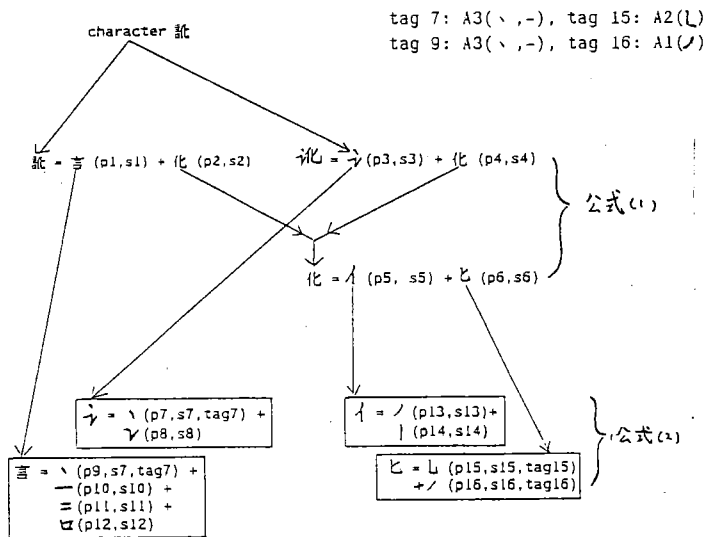 tag 7: A3(丶,-), tag 15: A2(乚)
tag 9: A3(丶,-), tag 16: A1(丿)
character 訛
訛 = 言 (p1,s1) + 化 (p2,s2)
讹 = 讠(p3,s3) + 化 (p4,s4)
公式(1)
化 = 亻(p5, s5) + 匕 (p6,s6)
讠 = 丶 (p7,s7,tag7) +
(p8,s8)
亻 = 丿 (p13,s13)+
丨 (p14,s14)
公式(2)
言 = 丶 (p9,s7,tag7) +
一 (p10,s10) +
二 (p11,s11) +
口 (p12,s12)
匕 = 乚 (p15,s15,tag15)
+丿 (p16,s16,tag16)